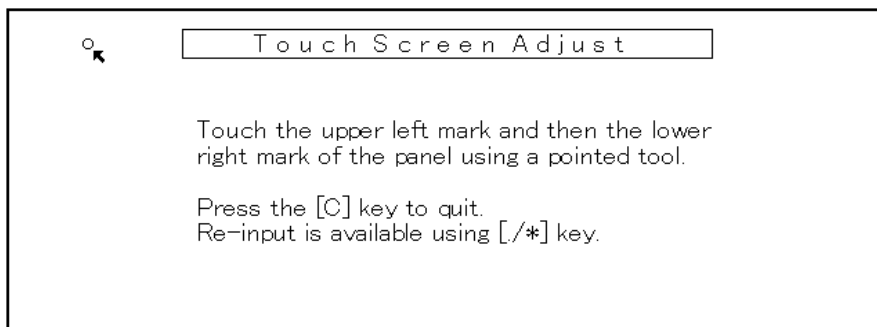 Touch Screen Adjust
Touch the upper left mark and then the lower
right mark of the panel using a pointed tool.
Press the [C] key to quit.
Re-input is available using [./*] key.